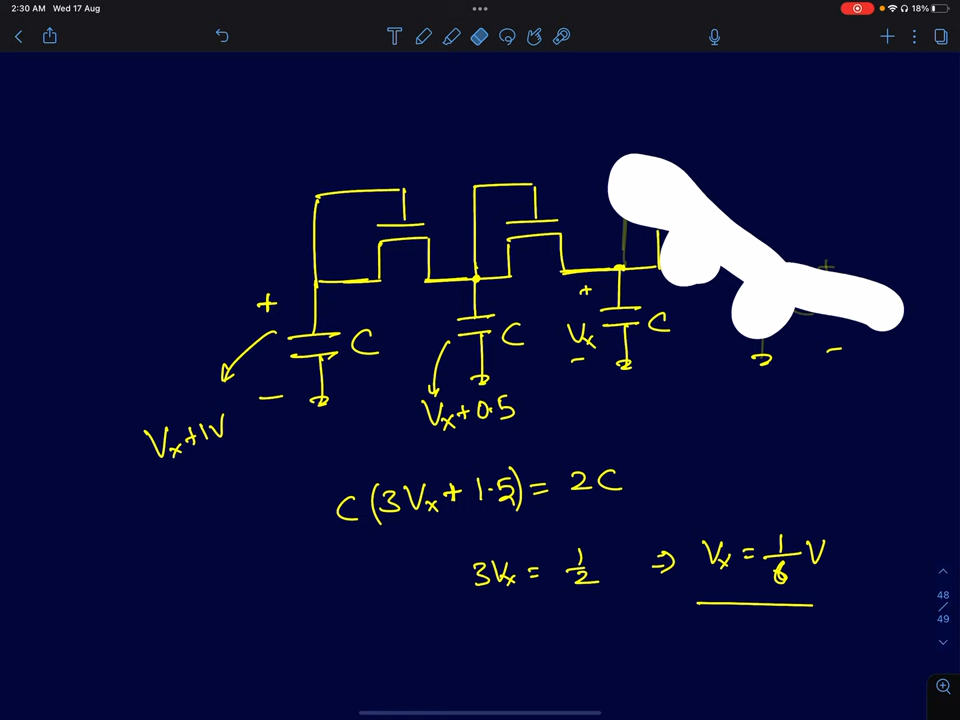 2:30 AM Wed 17 Aug
18%
T
+ C C + Vx − C
− + −
Vx+1V
Vx+0.5
C(3Vx + 1.5) = 2C
3Vx = 1/2 ⇒ Vx = 1/6 V
48
/
49